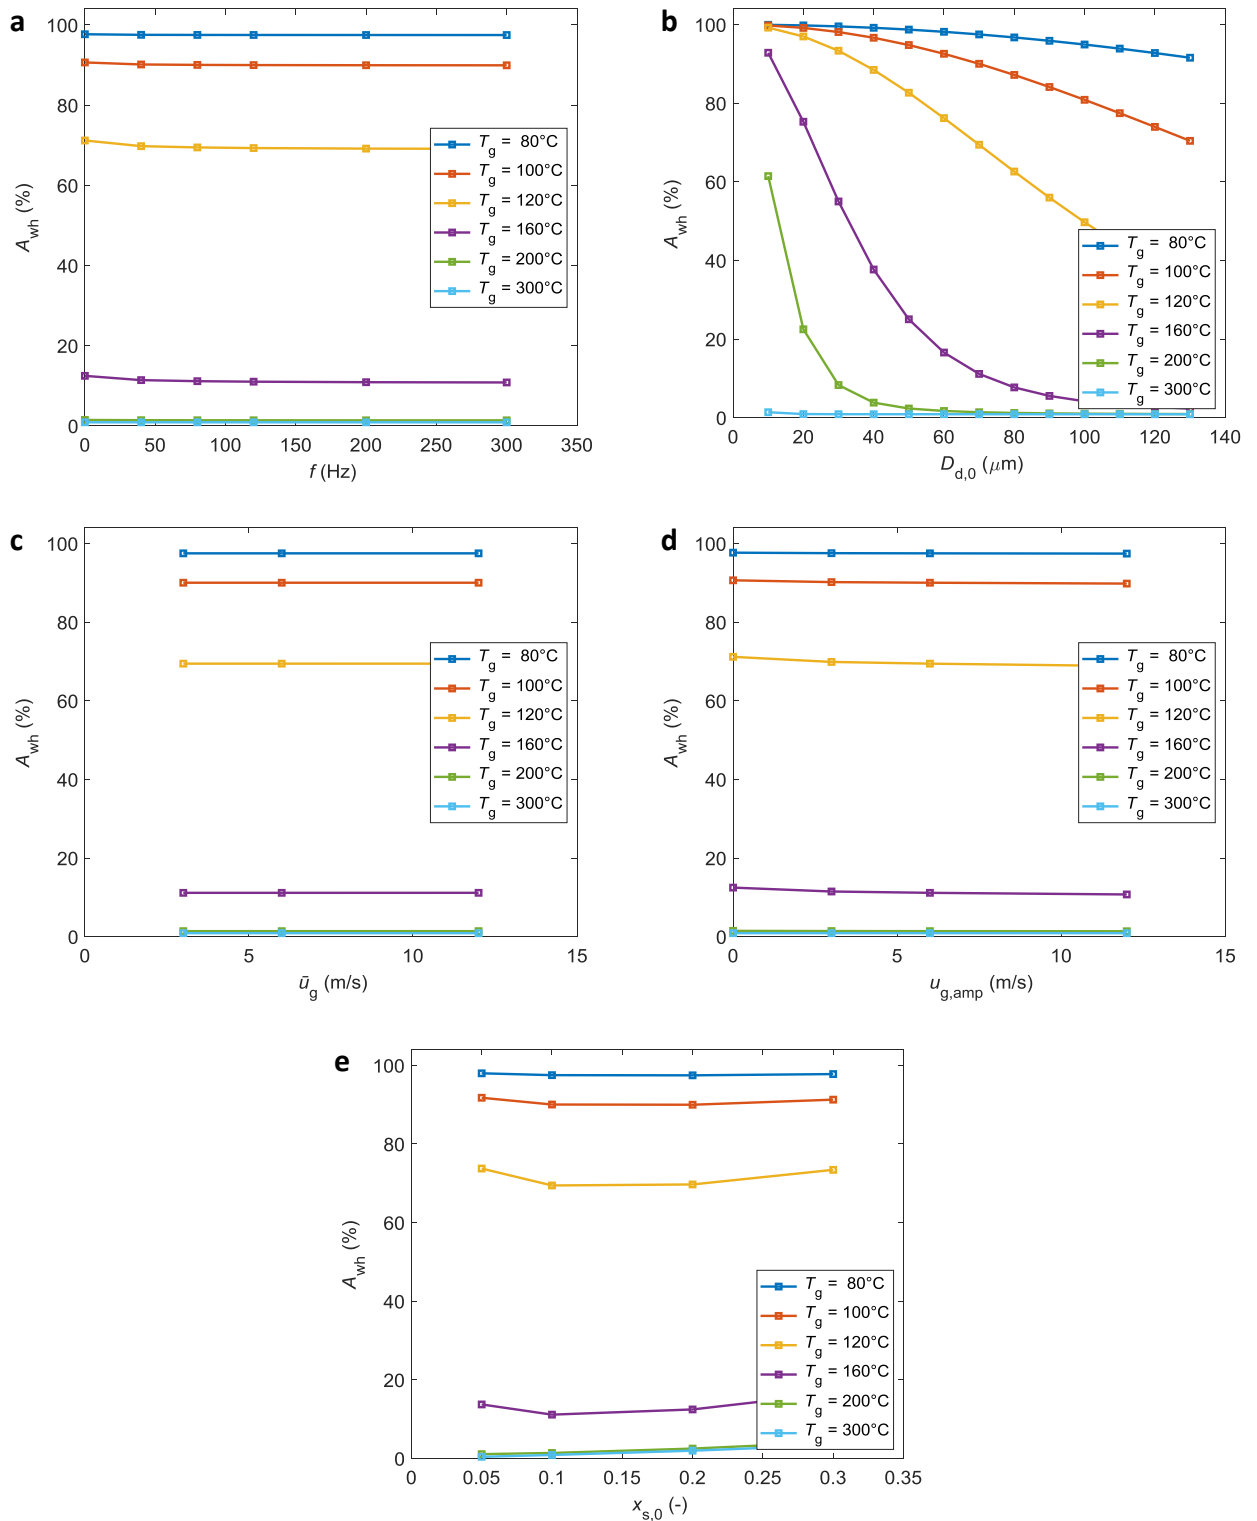 a
100
80
60
40
20
0
A_wh (%)
0 50 100 150 200 250 300 350
f (Hz)
T_g = 80°C
T_g = 100°C
T_g = 120°C
T_g = 160°C
T_g = 200°C
T_g = 300°C
b
100
80
60
40
20
0
A_wh (%)
0 20 40 60 80 100 120 140
D_d,0 (μm)
T_g = 80°C
T_g = 100°C
T_g = 120°C
T_g = 160°C
T_g = 200°C
T_g = 300°C
c
100
80
60
40
20
0
A_wh (%)
0 5 10 15
ū_g (m/s)
T_g = 80°C
T_g = 100°C
T_g = 120°C
T_g = 160°C
T_g = 200°C
T_g = 300°C
d
100
80
60
40
20
0
A_wh (%)
0 5 10 15
u_g,amp (m/s)
T_g = 80°C
T_g = 100°C
T_g = 120°C
T_g = 160°C
T_g = 200°C
T_g = 300°C
e
100
80
60
40
20
0
A_wh (%)
0 0.05 0.1 0.15 0.2 0.25 0.3 0.35
x_s,0 (-)
T_g = 80°C
T_g = 100°C
T_g = 120°C
T_g = 160°C
T_g = 200°C
T_g = 300°C